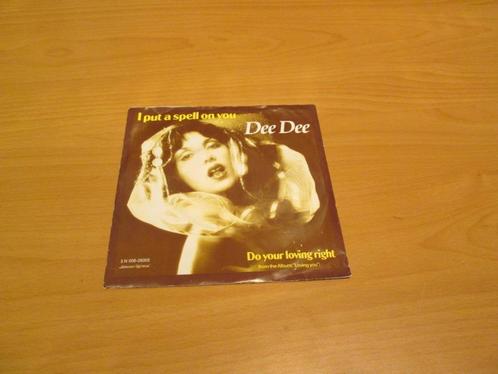 I put a spell on you
Dee Dee
Do your loving right
from the Album: "Loving you"